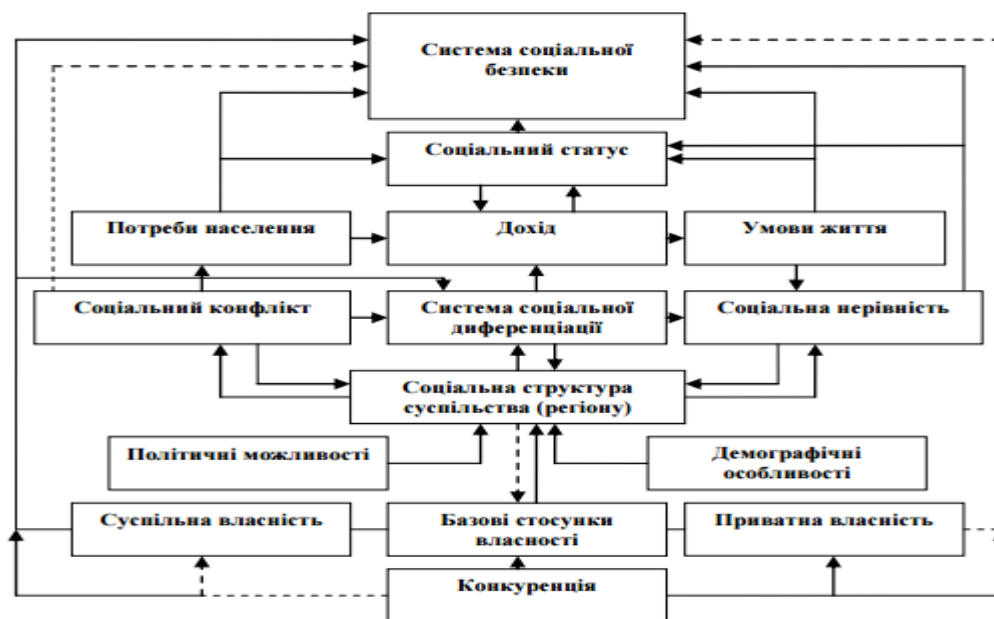 Система соціальної
безпеки
Соціальний статус
Потреби населення
Дохід
Умови життя
Соціальний конфлікт
Система соціальної
диференціації
Соціальна нерівність
Соціальна структура
суспільства (регіону)
Політичні можливості
Демографічні
особливості
Суспільна власність
Базові стосунки
власності
Приватна власність
Конкуренція